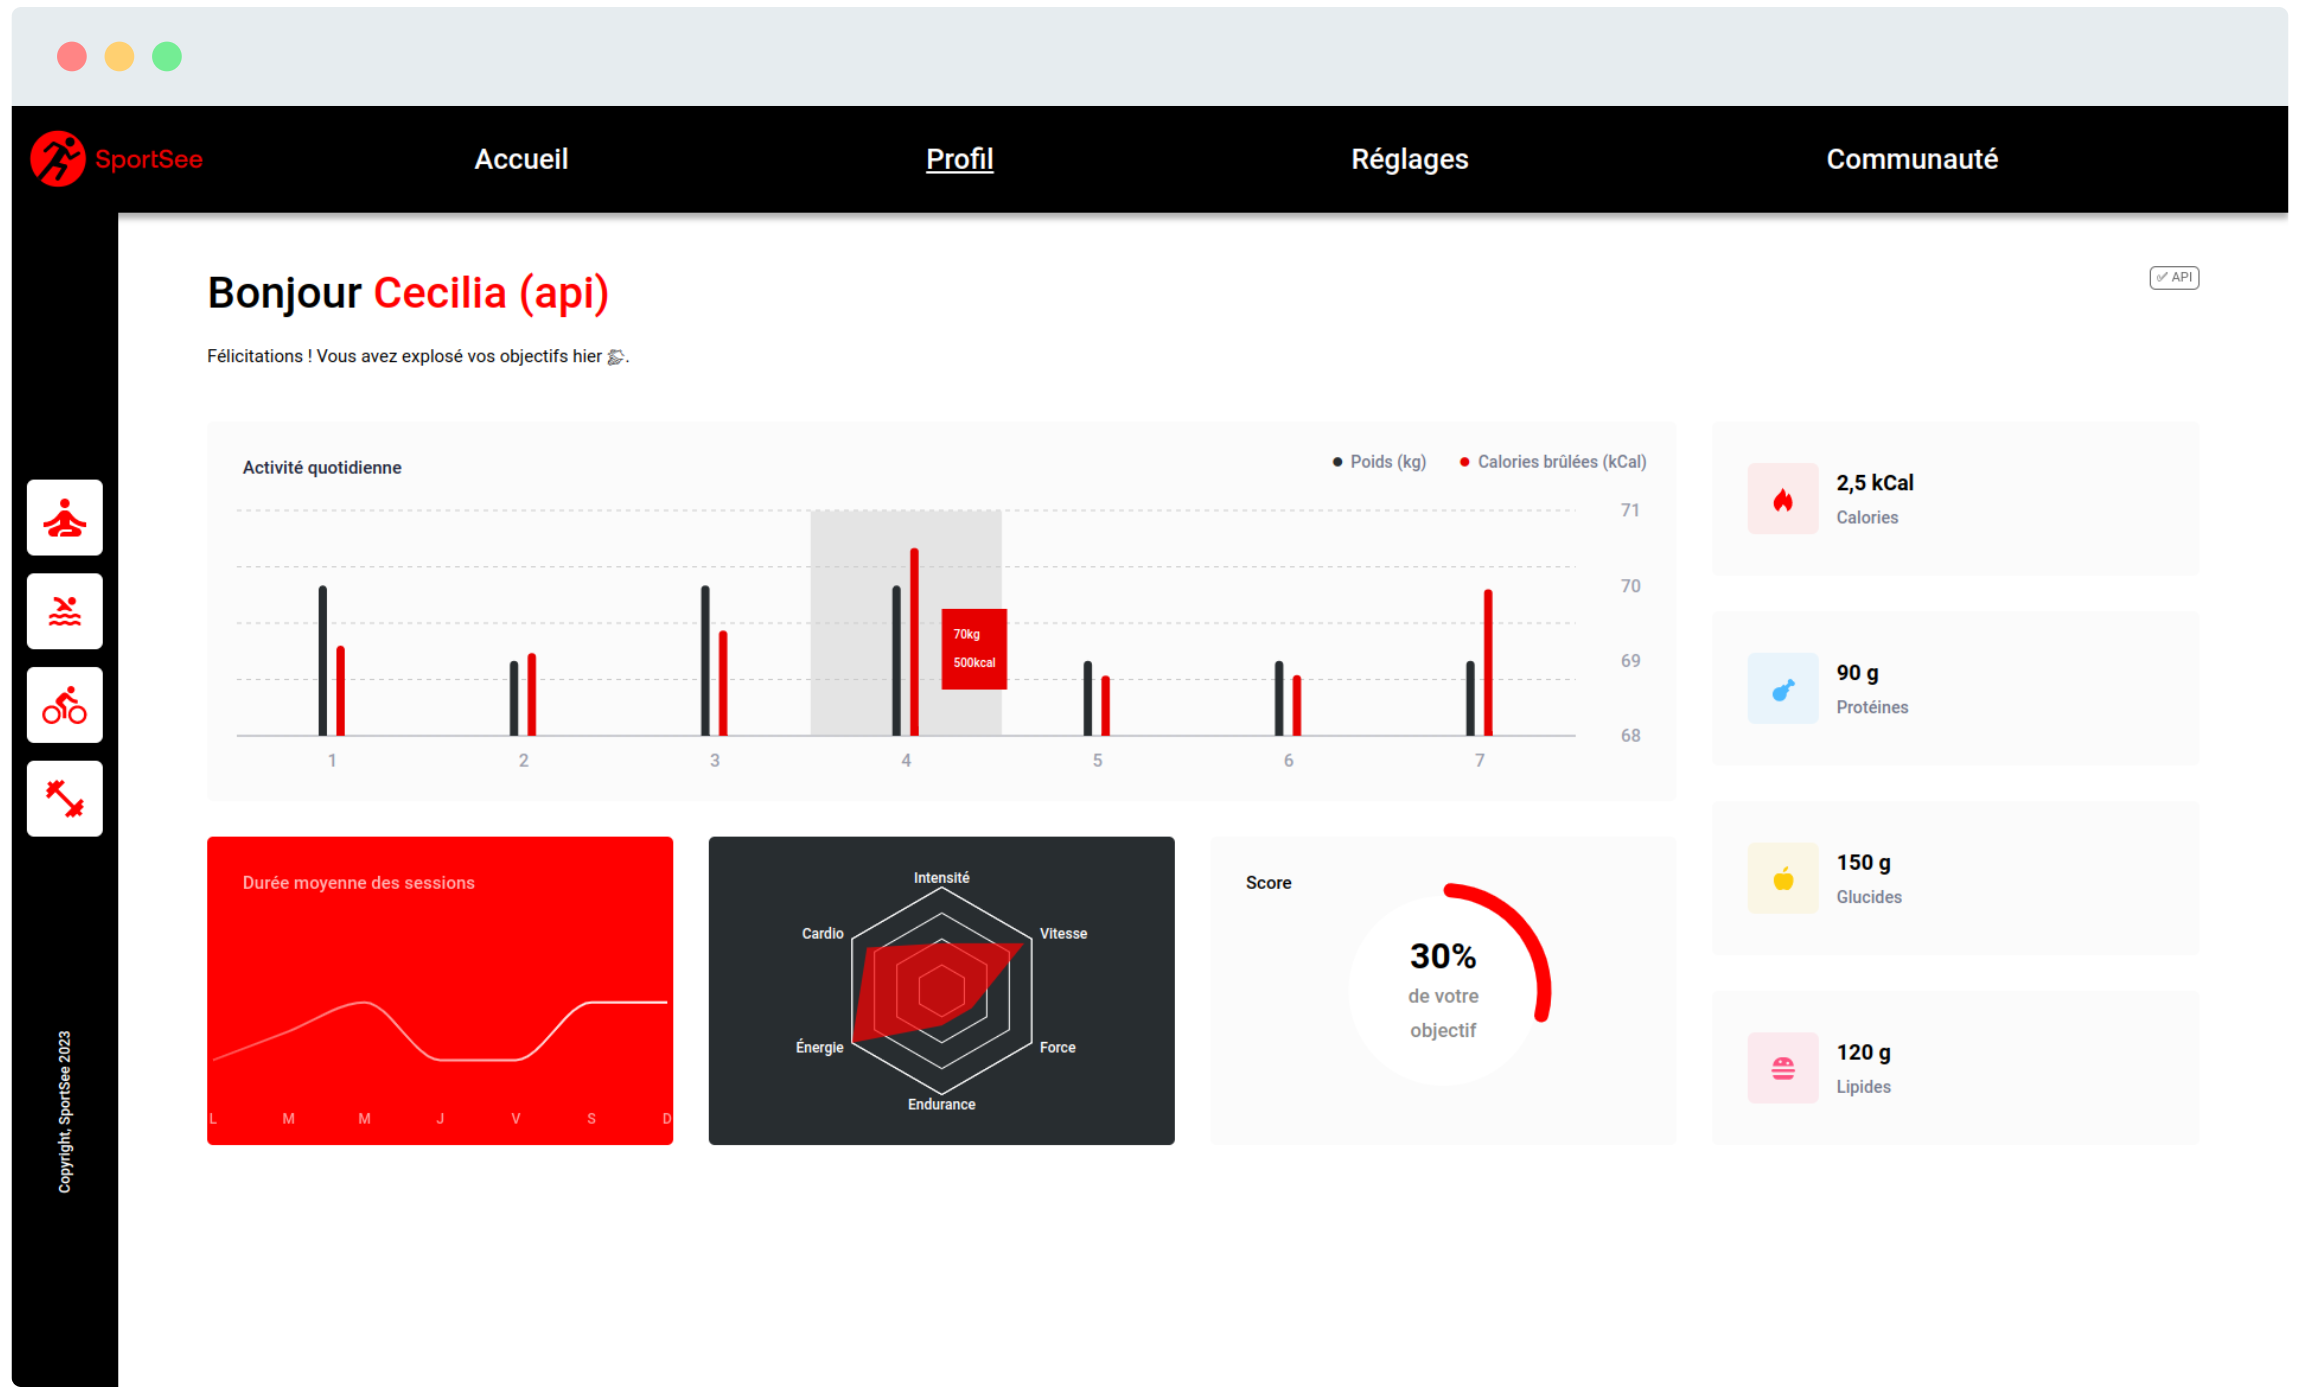 SportSee
Accueil
Profil
Réglages
Communauté
Bonjour Cecilia (api)
✅ API
Félicitations ! Vous avez explosé vos objectifs hier 👏.
Activité quotidienne
Poids (kg)
Calories brûlées (kCal)
71
70
69
68
70kg
500kcal
1 2 3 4 5 6 7
2,5 kCal
Calories
90 g
Protéines
150 g
Glucides
120 g
Lipides
Durée moyenne des sessions
L M M J V S D
Intensité
Vitesse
Force
Endurance
Énergie
Cardio
Score
30%
de votre
objectif
Copyright, SportSee 2023